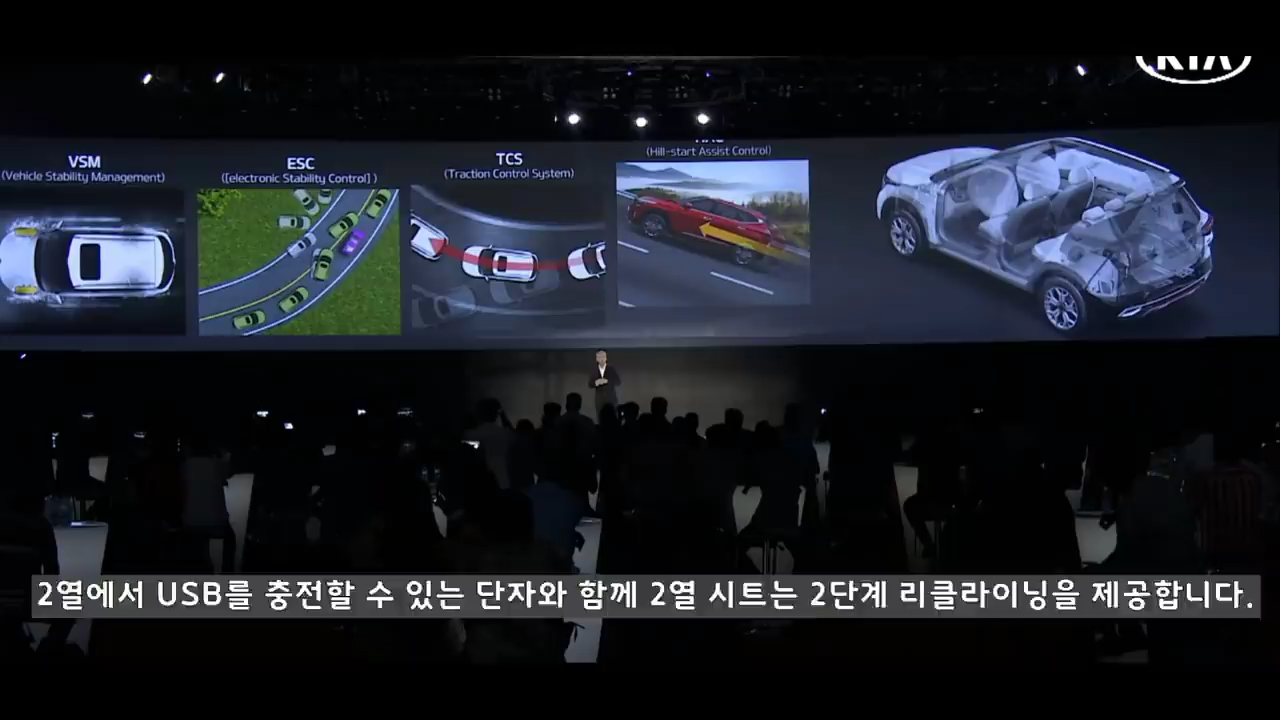 KIA
VSM
(Vehicle Stability Management)
ESC
([electronic Stability Control] )
TCS
(Traction Control System)
(Hill-start Assist Control)
2열에서 USB를 충전할 수 있는 단자와 함께 2열 시트는 2단계 리클라이닝을 제공합니다.